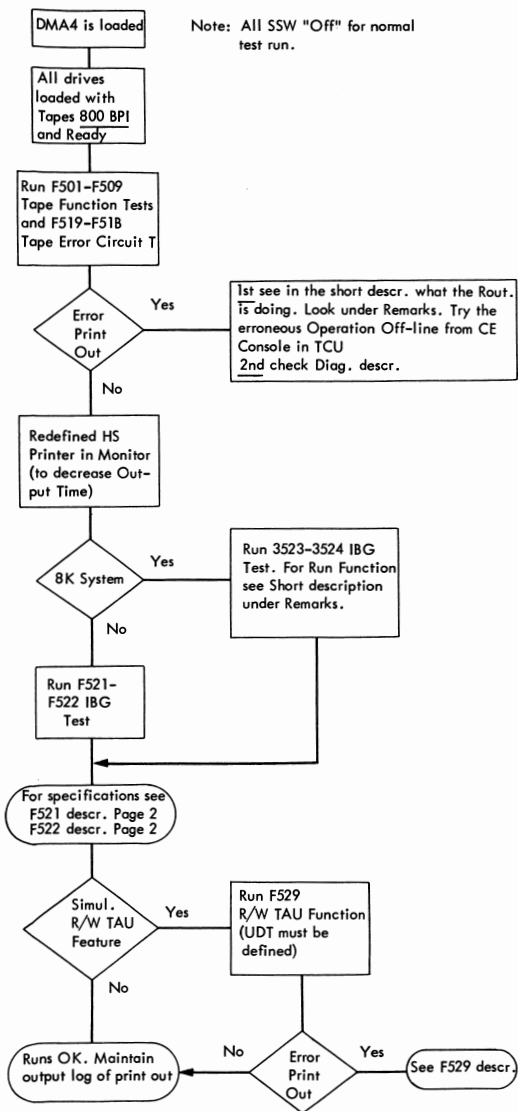 DMA4 is loaded
Note: All SSW "Off" for normal
test run.
All drives
loaded with
Tapes 800 BPI
and Ready
Run F501-F509
Tape Function Tests
and F519-F51B
Tape Error Circuit T
Error
Print
Out
Yes
No
1st see in the short descr. what the Rout.
is doing. Look under Remarks. Try the
erroneous Operation Off-line from CE
Console in TCU
2nd check Diag. descr.
Redefined HS
Printer in Monitor
(to decrease Out-
put Time)
8K System
Yes
No
Run 3523-3524 IBG
Test. For Run Function
see Short description
under Remarks.
Run F521-
F522 IBG
Test
For specifications see
F521 descr. Page 2
F522 descr. Page 2
Simul.
R/W TAU
Feature
Yes
No
Run F529
R/W TAU Function
(UDT must be
defined)
Error
Print
Out
No
Yes
Runs OK. Maintain
output log of print out
See F529 descr.